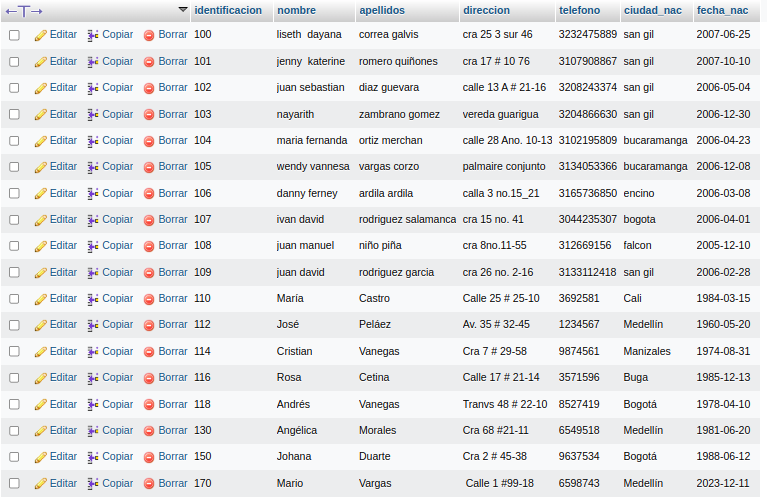 ←T→ identificacion nombre apellidos direccion telefono ciudad_nac fecha_nac
Editar Copiar Borrar 100 liseth dayana correa galvis cra 25 3 sur 46 3232475889 san gil 2007-06-25
Editar Copiar Borrar 101 jenny katerine romero quiñones cra 17 # 10 76 3107908867 san gil 2007-10-10
Editar Copiar Borrar 102 juan sebastian diaz guevara calle 13 A # 21-16 3208243374 san gil 2006-05-04
Editar Copiar Borrar 103 nayarith zambrano gomez vereda guarigua 3204866630 san gil 2006-12-30
Editar Copiar Borrar 104 maria fernanda ortiz merchan calle 28 Ano. 10-13 3102195809 bucaramanga 2006-04-23
Editar Copiar Borrar 105 wendy vannesa vargas corzo palmaire conjunto 3134053366 bucaramanga 2006-12-08
Editar Copiar Borrar 106 danny ferney ardila ardila calla 3 no.15_21 3165736850 encino 2006-03-08
Editar Copiar Borrar 107 ivan david rodriguez salamanca cra 15 no. 41 3044235307 bogota 2006-04-01
Editar Copiar Borrar 108 juan manuel niño piña cra 8no.11-55 312669156 falcon 2005-12-10
Editar Copiar Borrar 109 juan david rodriguez garcia cra 26 no. 2-16 3133112418 san gil 2006-02-28
Editar Copiar Borrar 110 María Castro Calle 25 # 25-10 3692581 Cali 1984-03-15
Editar Copiar Borrar 112 José Peláez Av. 35 # 32-45 1234567 Medellín 1960-05-20
Editar Copiar Borrar 114 Cristian Vanegas Cra 7 # 29-58 9874561 Manizales 1974-08-31
Editar Copiar Borrar 116 Rosa Cetina Calle 17 # 21-14 3571596 Buga 1985-12-13
Editar Copiar Borrar 118 Andrés Vanegas Tranvs 48 # 22-10 8527419 Bogotá 1978-04-10
Editar Copiar Borrar 130 Angélica Morales Cra 68 #21-11 6549518 Medellín 1981-06-20
Editar Copiar Borrar 150 Johana Duarte Cra 2 # 45-38 9637534 Bogotá 1988-06-12
Editar Copiar Borrar 170 Mario Vargas Calle 1 #99-18 6598743 Medellín 2023-12-11